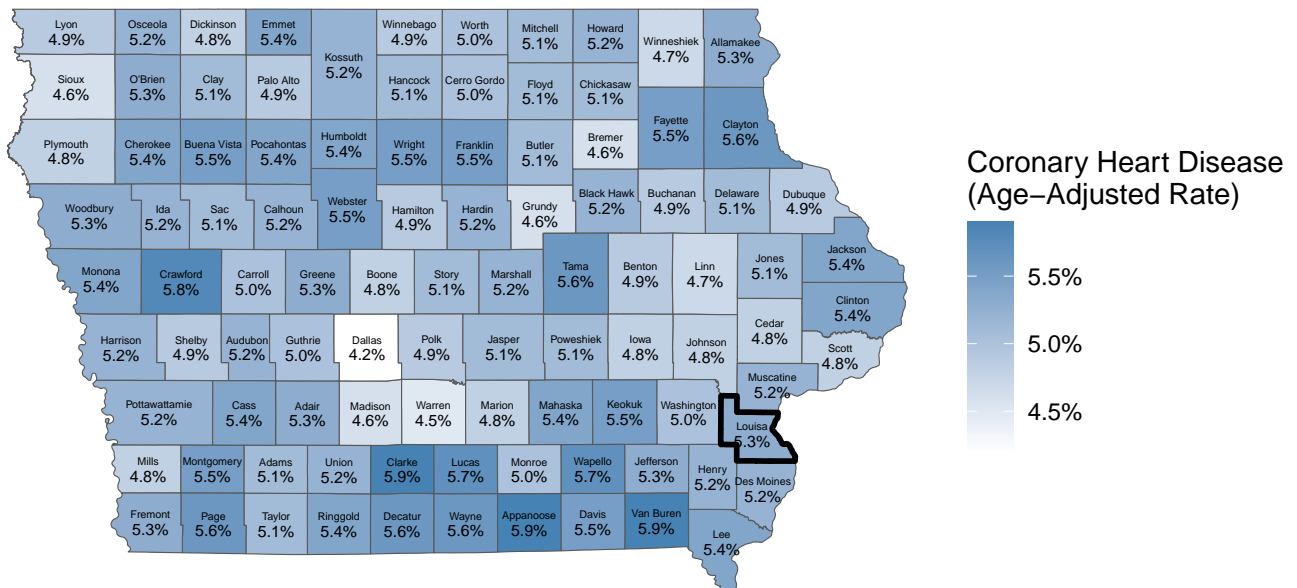 Lyon
4.9%
Osceola
5.2%
Dickinson
4.8%
Emmet
5.4%
Kossuth
5.2%
Winnebago
4.9%
Worth
5.0%
Mitchell
5.1%
Howard
5.2%
Winneshiek
4.7%
Allamakee
5.3%
Sioux
4.6%
O'Brien
5.3%
Clay
5.1%
Palo Alto
4.9%
Hancock
5.1%
Cerro Gordo
5.0%
Floyd
5.1%
Chickasaw
5.1%
Fayette
5.5%
Clayton
5.6%
Plymouth
4.8%
Cherokee
5.4%
Buena Vista
5.5%
Pocahontas
5.4%
Humboldt
5.4%
Wright
5.5%
Franklin
5.5%
Butler
5.1%
Bremer
4.6%
Woodbury
5.3%
Ida
5.2%
Sac
5.1%
Calhoun
5.2%
Webster
5.5%
Hamilton
4.9%
Hardin
5.2%
Grundy
4.6%
Black Hawk
5.2%
Buchanan
4.9%
Delaware
5.1%
Dubuque
4.9%
Monona
5.4%
Crawford
5.8%
Carroll
5.0%
Greene
5.3%
Boone
4.8%
Story
5.1%
Marshall
5.2%
Tama
5.6%
Benton
4.9%
Linn
4.7%
Jones
5.1%
Jackson
5.4%
Clinton
5.4%
Harrison
5.2%
Shelby
4.9%
Audubon
5.2%
Guthrie
5.0%
Dallas
4.2%
Polk
4.9%
Jasper
5.1%
Poweshiek
5.1%
Iowa
4.8%
Johnson
4.8%
Cedar
4.8%
Scott
4.8%
Muscatine
5.2%
Pottawattamie
5.2%
Cass
5.4%
Adair
5.3%
Madison
4.6%
Warren
4.5%
Marion
4.8%
Mahaska
5.4%
Keokuk
5.5%
Washington
5.0%
Louisa
5.3%
Mills
4.8%
Montgomery
5.5%
Adams
5.1%
Union
5.2%
Clarke
5.9%
Lucas
5.7%
Monroe
5.0%
Wapello
5.7%
Jefferson
5.3%
Henry
5.2%
Des Moines
5.2%
Fremont
5.3%
Page
5.6%
Taylor
5.1%
Ringgold
5.4%
Decatur
5.6%
Wayne
5.6%
Appanoose
5.9%
Davis
5.5%
Van Buren
5.9%
Lee
5.4%
Coronary Heart Disease
(Age−Adjusted Rate)
5.5%
5.0%
4.5%